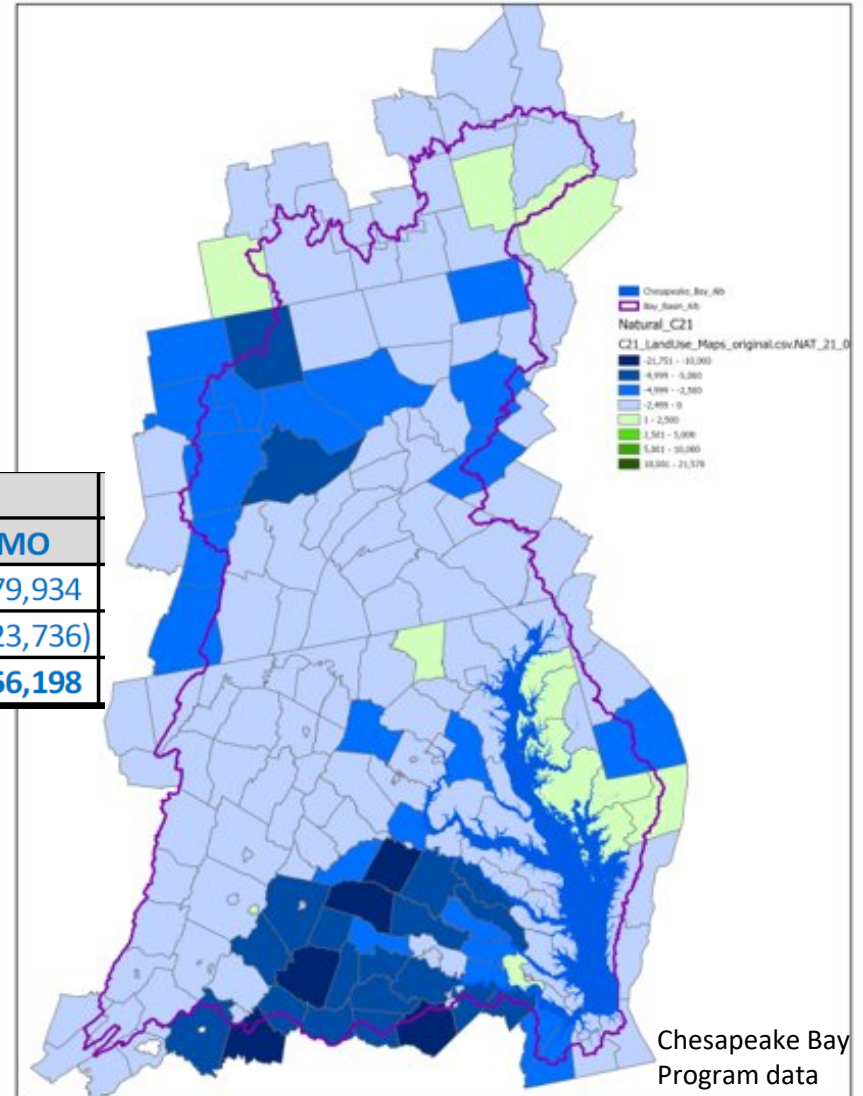 Chesapeake_Bay_Alb
Bay_Basin_Alb
Natural_C21
C21_LandUse_Maps_original.csv.NAT_21_0
-21,751 - -10,000
-9,999 - -5,000
-4,999 - -2,500
-2,499 - 0
1 - 2,500
2,501 - 5,000
5,001 - 10,000
10,001 - 21,578
MO
79,934
23,736)
56,198
Chesapeake Bay
Program data